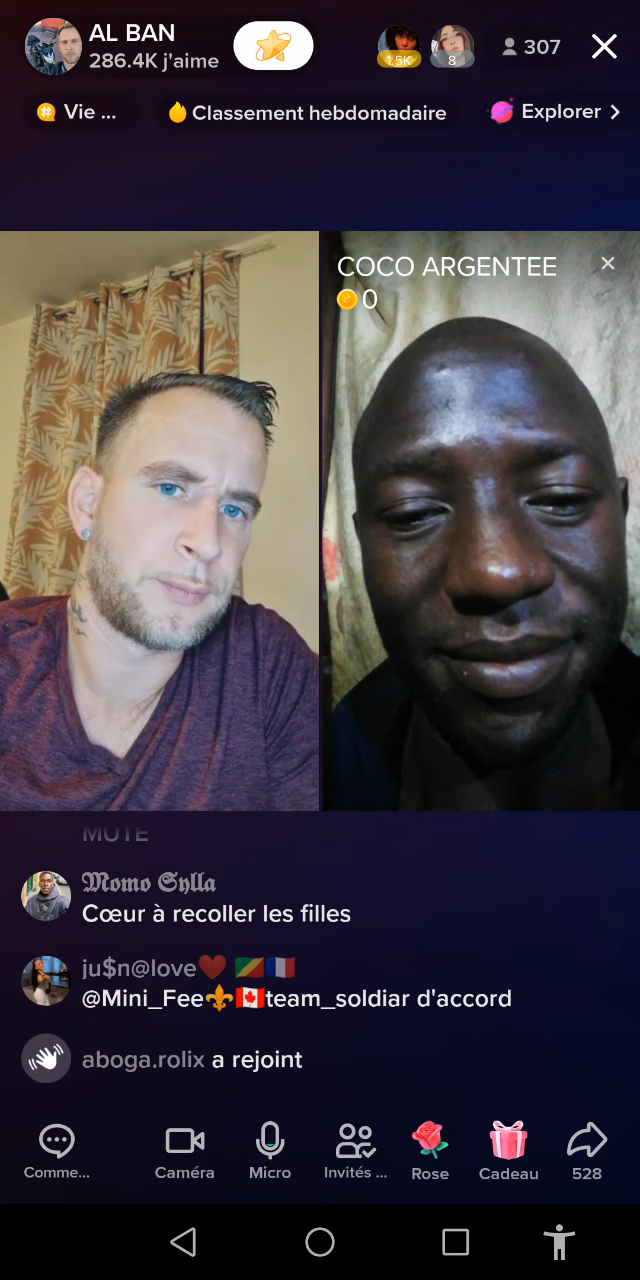 AL BAN
286.4K j'aime
1.5K
8
307
Vie ...
Classement hebdomadaire
Explorer
COCO ARGENTEE
0
MUTE
Momo Sylla
Cœur à recoller les filles
ju$n@love❤️ 🇨🇬🇫🇷
@Mini_Fee⚜️🇨🇦team_soldiar d'accord
aboga.rolix a rejoint
Comme...
Caméra
Micro
Invités ...
Rose
Cadeau
528